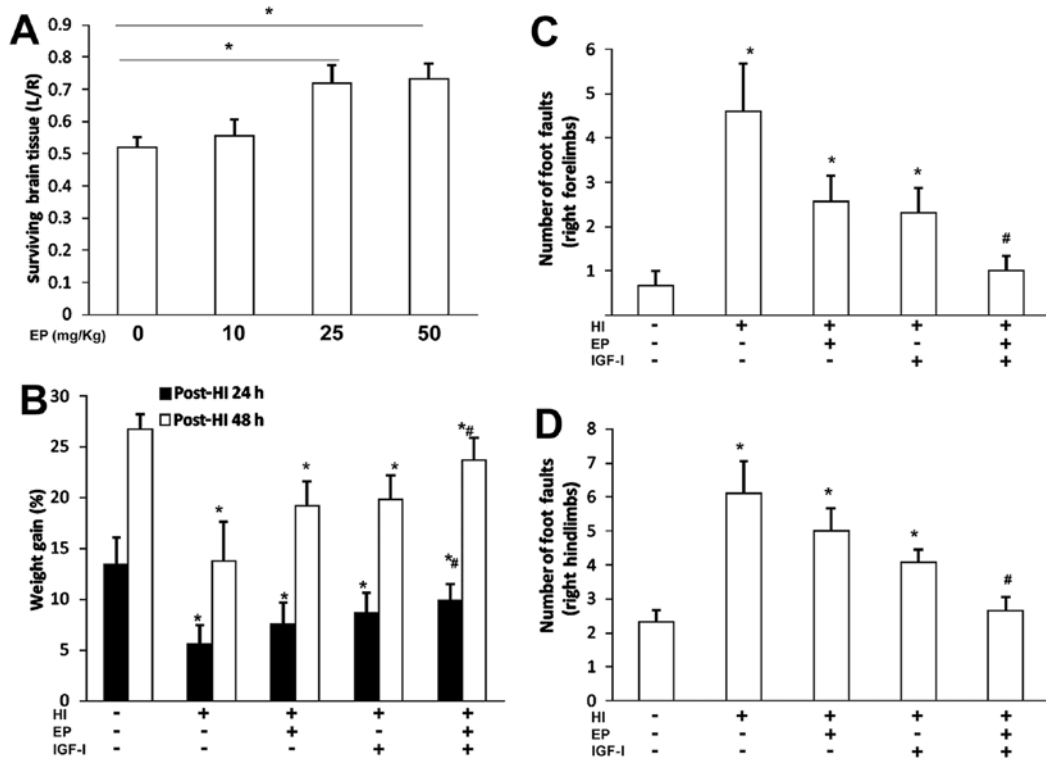 A
*
*
surviving brain tissue (L/R)
0.9
0.8
0.7
0.6
0.5
0.4
0.3
0.2
0.1
0
EP (mg/Kg) 0 10 25 50
B
Post-HI 24 h
Post-HI 48 h
Weight gain (%)
30
25
20
15
10
5
0
* * * * * * *# *#
HI - + + + +
EP - - + - +
IGF-I - - - + +
C
Number of foot faults
(right forelimbs)
6
5
4
3
2
1
* * * #
HI - + + + +
EP - - + - +
IGF-I - - - + +
D
Number of foot faults
(right hindlimbs)
8
7
6
5
4
3
2
1
0
* * * #
HI - + + + +
EP - - + - +
IGF-I - - - + +